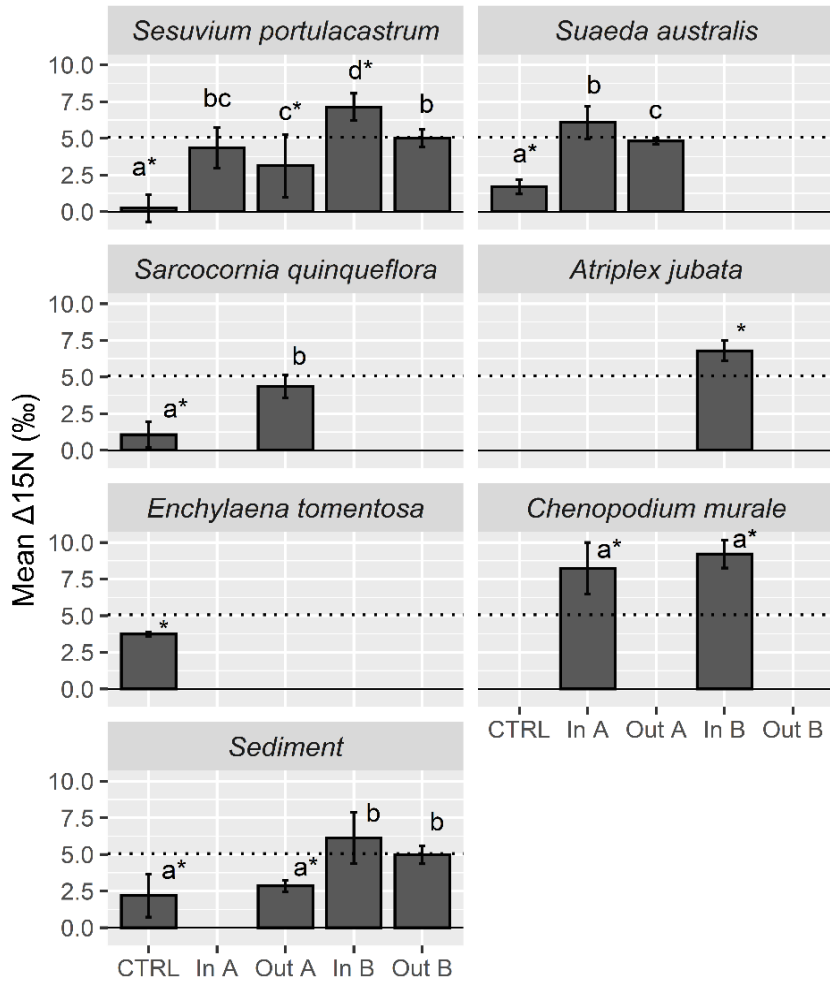 Mean Δ15N (‰)
Sesuvium portulacastrum
10.0
7.5
5.0
2.5
0.0
a*
bc
c*
d*
b
Suaeda australis
a*
b
c
Sarcocornia quinqueflora
10.0
7.5
5.0
2.5
0.0
a*
b
Atriplex jubata
*
Enchylaena tomentosa
10.0
7.5
5.0
2.5
0.0
*
Chenopodium murale
a*
a*
CTRL In A Out A In B Out B
Sediment
10.0
7.5
5.0
2.5
0.0
a*
a*
b
b
CTRL In A Out A In B Out B